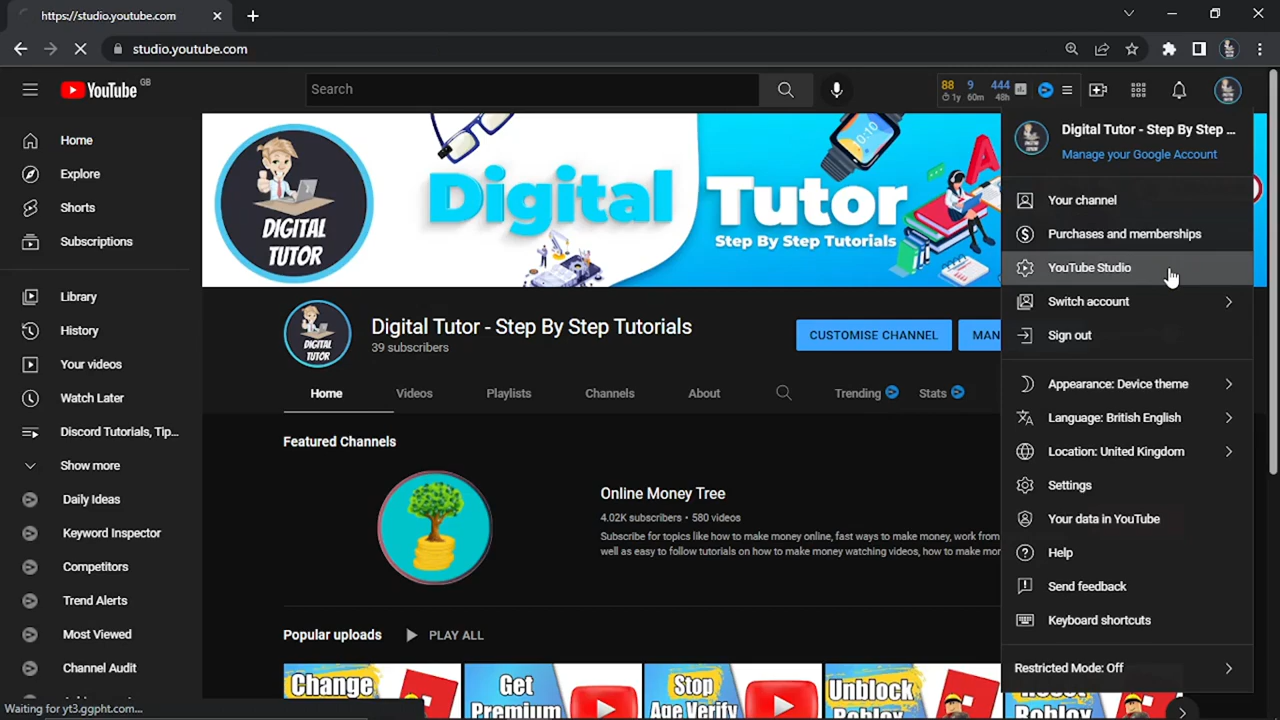 https://studio.youtube.com
studio.youtube.com
YouTube GB
Search
88 9 444
1y 60m 48h
Home
Explore
Shorts
Subscriptions
Library
History
Your videos
Watch Later
Discord Tutorials, Tip...
Show more
Daily Ideas
Keyword Inspector
Competitors
Trend Alerts
Most Viewed
Channel Audit
Waiting for yt3.ggpht.com...
DIGITAL
TUTOR
Digital Tutor
Step By Step Tutorials
10:10
A
DIGITAL
TUTOR
Digital Tutor - Step By Step Tutorials
39 subscribers
CUSTOMISE CHANNEL
MAN
Home
Videos
Playlists
Channels
About
Trending
Stats
Featured Channels
Online Money Tree
4.02K subscribers • 580 videos
Subscribe for topics like how to make money online, fast ways to make money, work from
well as easy to follow tutorials on how to make money watching videos, how to make mon
Popular uploads
PLAY ALL
Change
Get
Premium
Stop
Age Verify
Unblock
Roblox
Roblox
Digital Tutor - Step By Step ...
Manage your Google Account
Your channel
Purchases and memberships
YouTube Studio
Switch account
Sign out
Appearance: Device theme
Language: British English
Location: United Kingdom
Settings
Your data in YouTube
Help
Send feedback
Keyboard shortcuts
Restricted Mode: Off